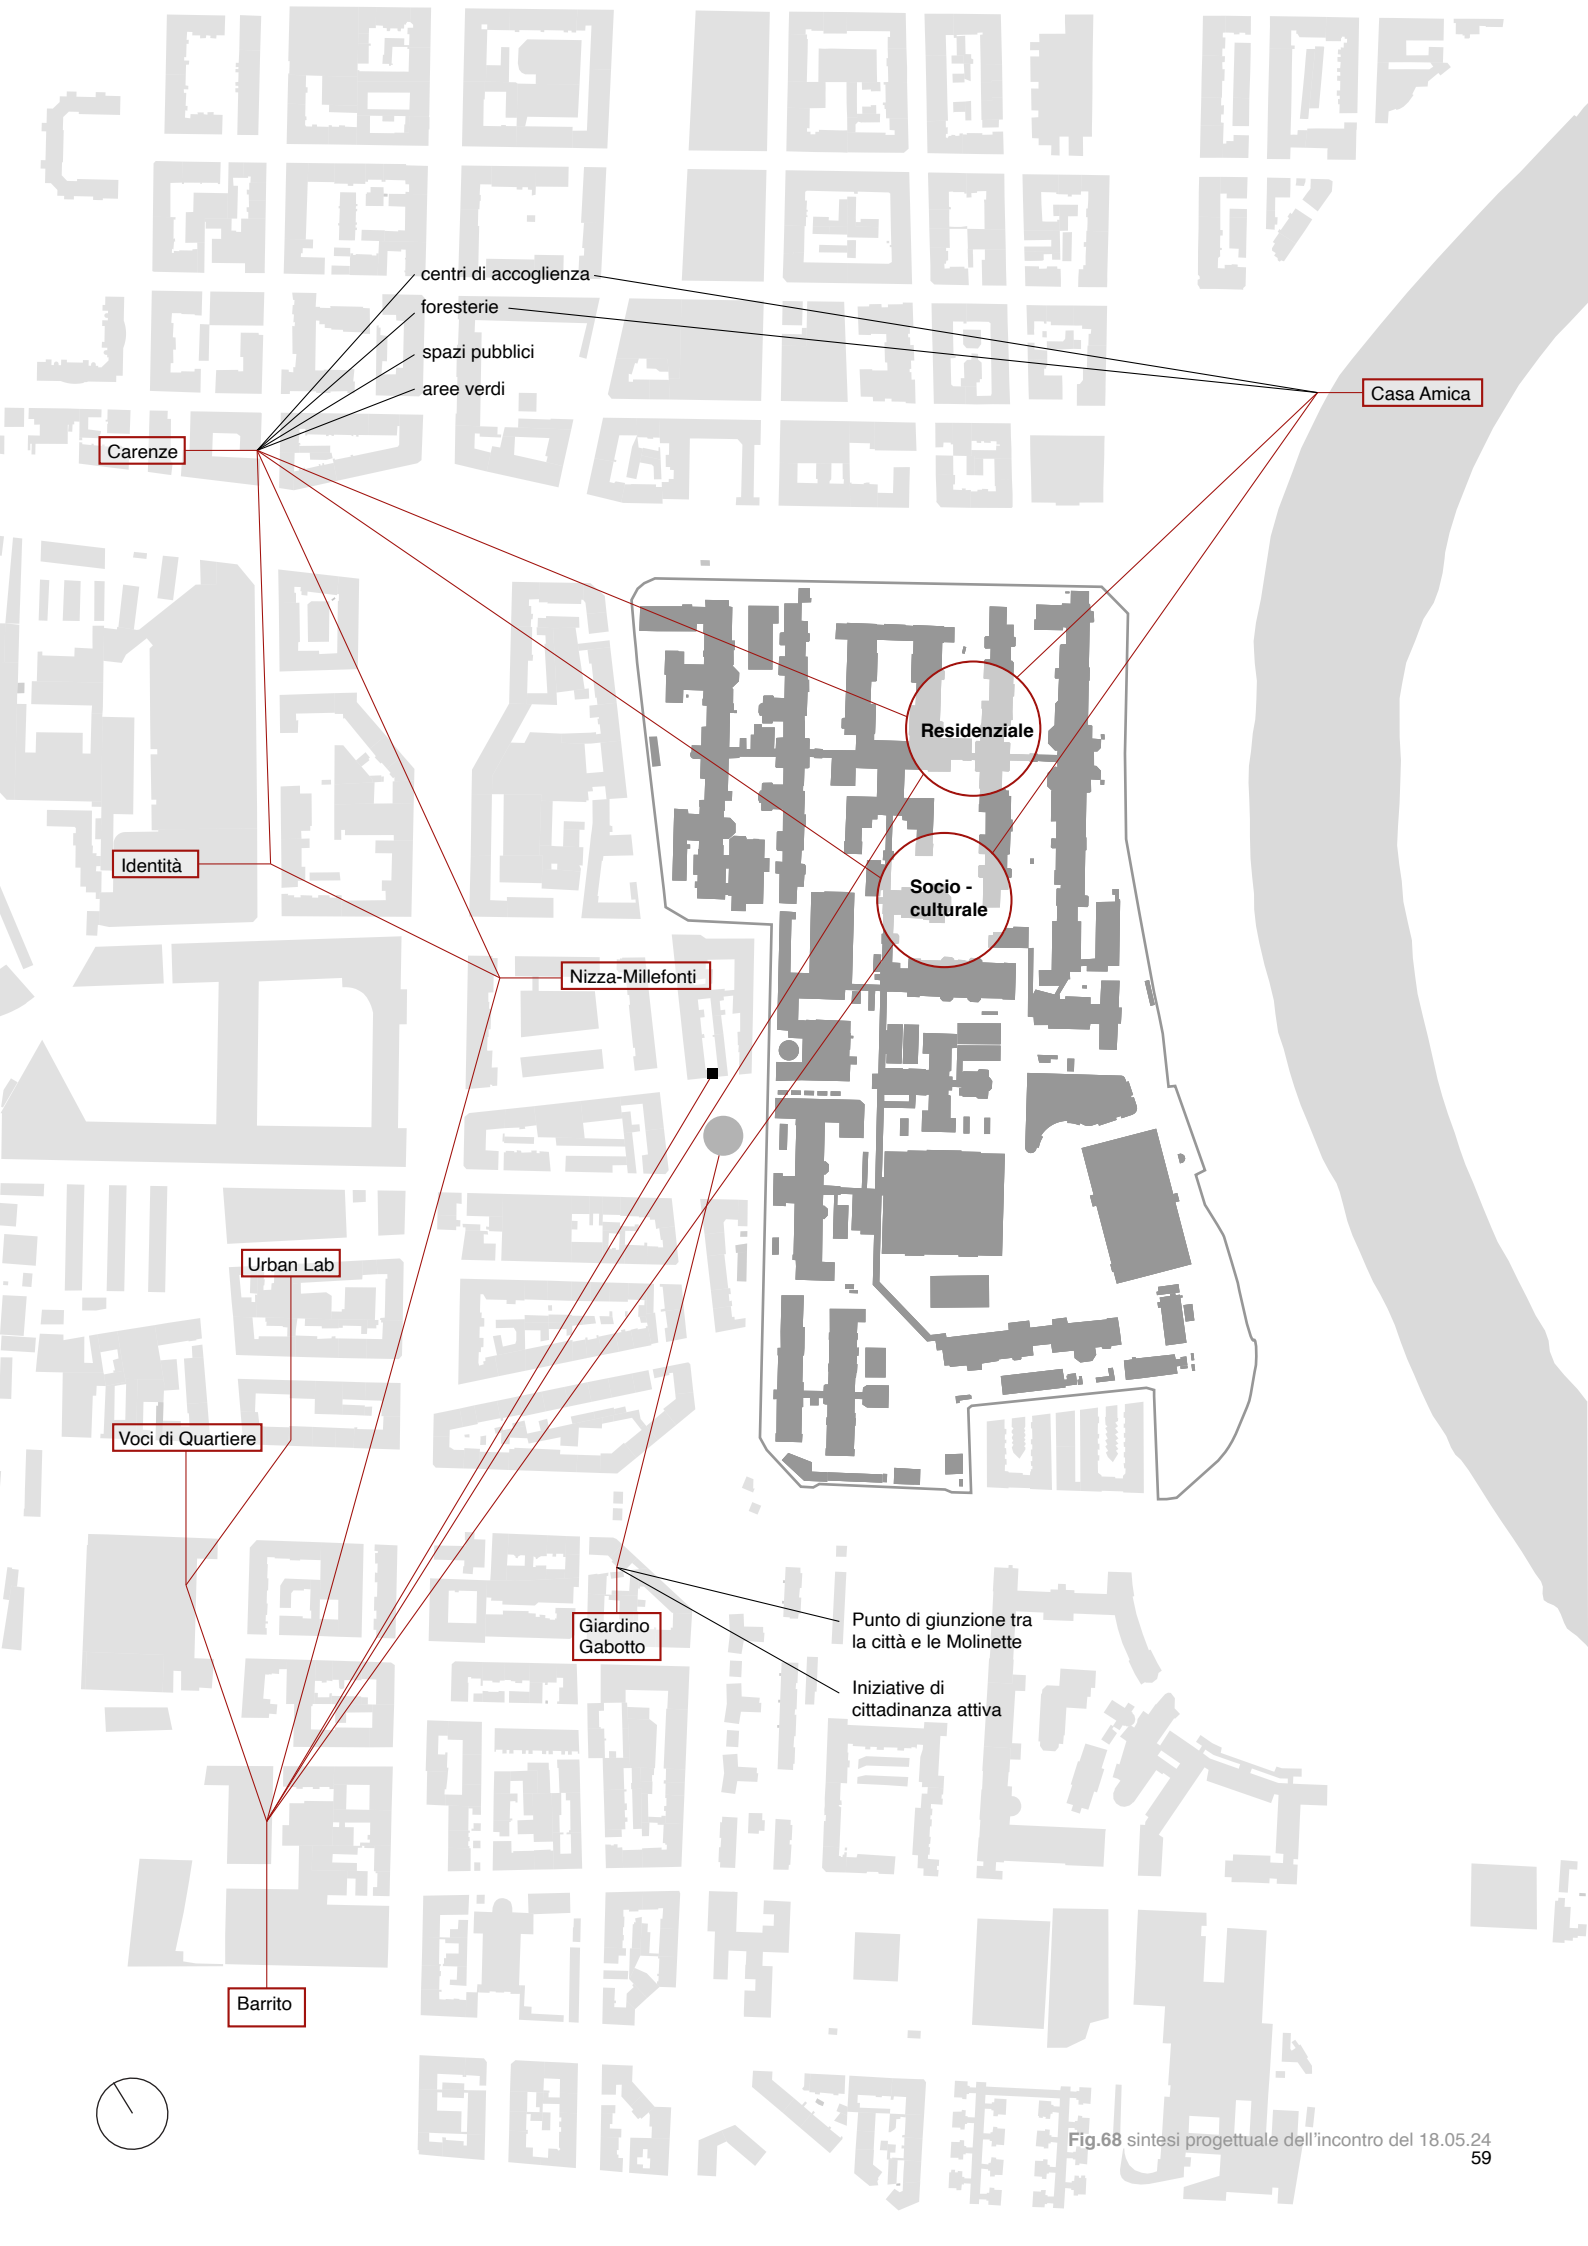 centri di accoglienza
foresterie
spazi pubblici
aree verdi
Casa Amica
Carenze
Residenziale
Identità
Socio -
culturale
Nizza-Millefonti
Urban Lab
Voci di Quartiere
Giardino
Gabotto
Punto di giunzione tra
la città e le Molinette
Iniziative di
cittadinanza attiva
Barrito
Fig.68 sintesi progettuale dell'incontro del 18.05.24
59